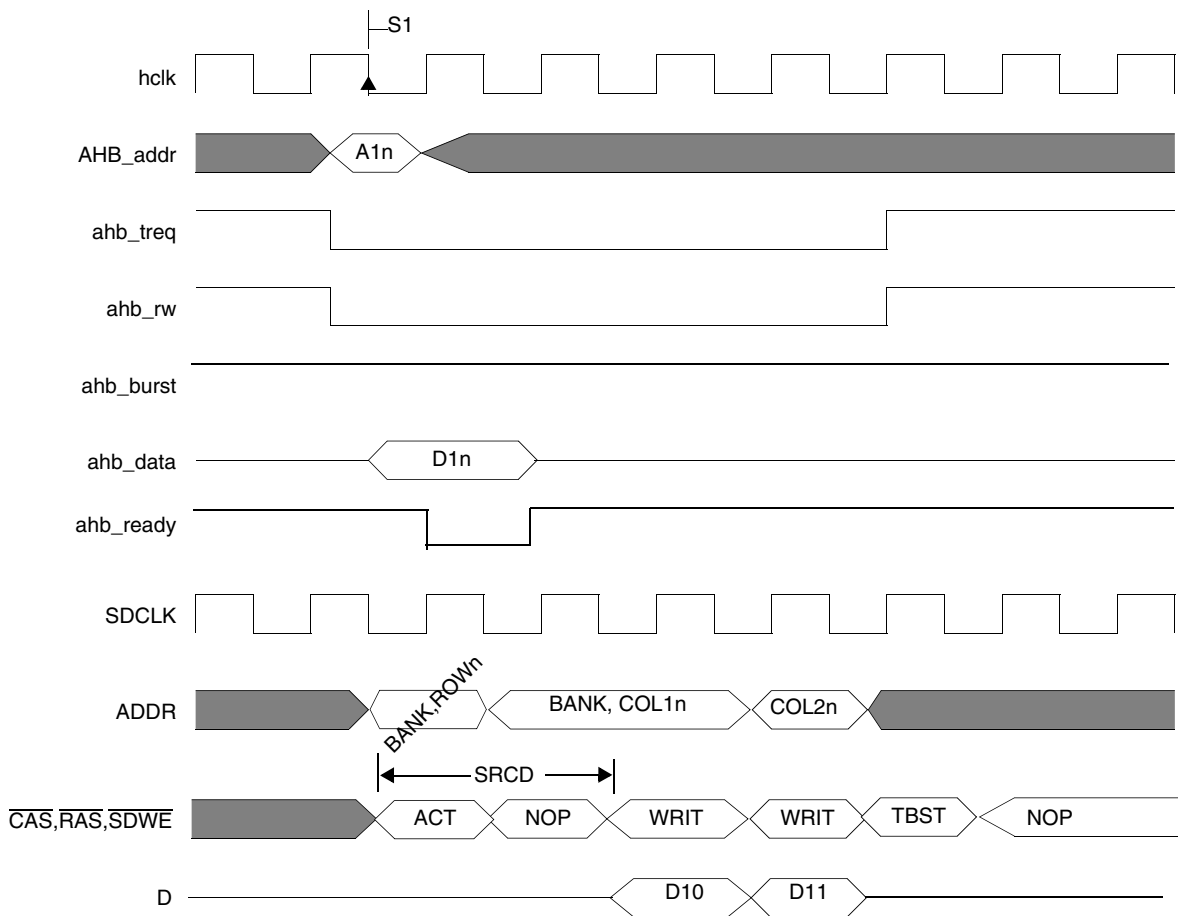 S1
hclk
AHB_addr
A1n
ahb_treq
ahb_rw
ahb_burst
ahb_data
D1n
ahb_ready
SDCLK
ADDR
BANK,ROWn
BANK, COL1n
COL2n
SRCD
CAS,RAS,SDWE
ACT
NOP
WRIT
WRIT
TBST
NOP
D
D10
D11